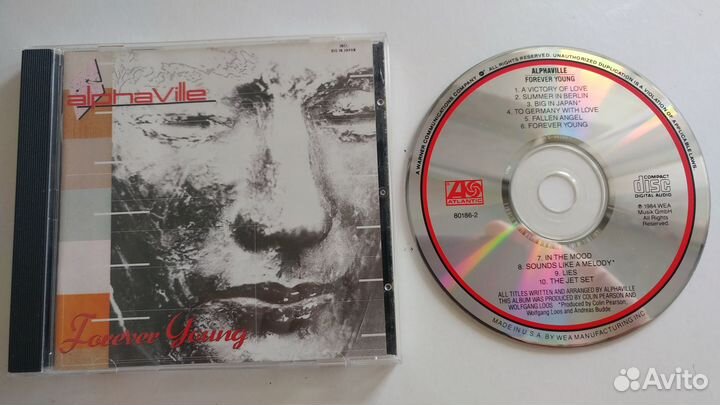 INCL.
BIG IN JAPAN
alphaville
Forever Young
A WARNER COMMUNICATIONS COMPANY ALL RIGHTS RESERVED. UNAUTHORIZED DUPLICATION IS A VIOLATION OF APPLICABLE LAWS
ALPHAVILLE
FOREVER YOUNG
1. A VICTORY OF LOVE
2. SUMMER IN BERLIN
3. BIG IN JAPAN*
4. TO GERMANY WITH LOVE
5. FALLEN ANGEL
6. FOREVER YOUNG
ATLANTIC
80186-2
COMPACT
disc
DIGITAL AUDIO
℗ 1984 WEA
Musik GmbH
All Rights
Reserved.
7. IN THE MOOD
8. SOUNDS LIKE A MELODY*
9. LIES
10. THE JET SET
ALL TITLES WRITTEN AND ARRANGED BY ALPHAVILLE
THIS ALBUM WAS PRODUCED BY COLIN PEARSON AND
WOLFGANG LOOS *Produced by Colin Pearson,
Wolfgang Loos and Andreas Budde
MADE IN U.S.A. BY WEA MANUFACTURING INC.
Avito